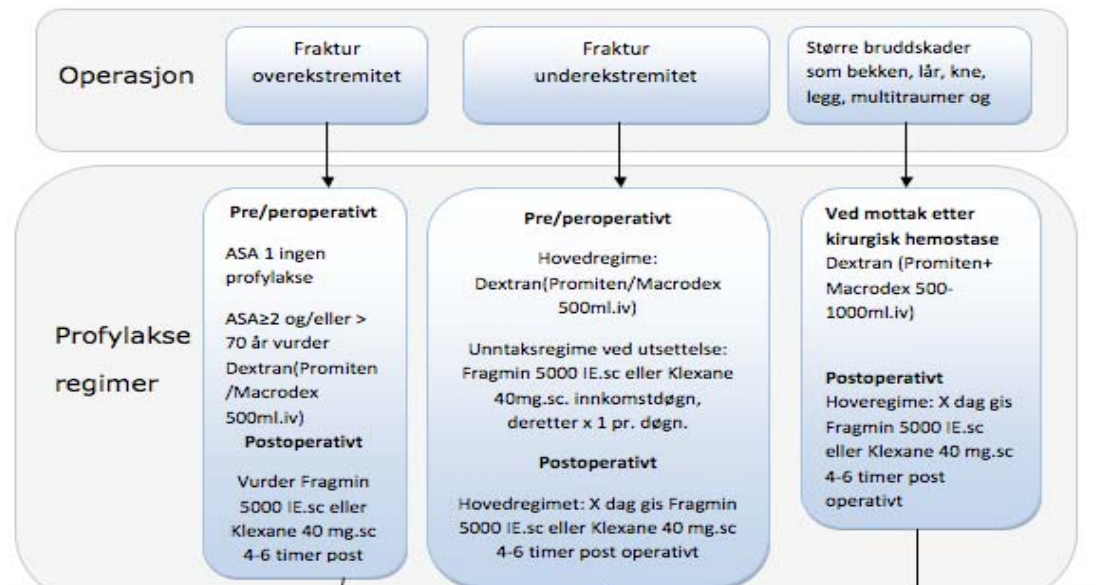 Operasjon
Fraktur
overekstremitet
Fraktur
underekstremitet
Større bruddskader
som bekken, lår, kne,
legg, multitraumer og
Profylakse
regimer
Pre/peroperativt
ASA 1 ingen
profylakse
ASA≥2 og/eller >
70 år vurder
Dextran(Promiten
/Macrodex
500ml.iv)
Postoperativt
Vurder Fragmin
5000 IE.sc eller
Klexane 40 mg.sc
4-6 timer post
Pre/peroperativt
Hovedregime:
Dextran(Promiten/Macrodex
500ml.iv)
Unntaksregime ved utsettelse:
Fragmin 5000 IE.sc eller Klexane
40mg.sc. innkomstdøgn,
deretter x 1 pr. døgn.
Postoperativt
Hovedregimet: X dag gis Fragmin
5000 IE.sc eller Klexane 40 mg.sc
4-6 timer post operativt
Ved mottak etter
kirurgisk hemostase
Dextran (Promiten+
Macrodex 500-
1000ml.iv)
Postoperativt
Hoveregime: X dag gis
Fragmin 5000 IE.sc
eller Klexane 40 mg.sc
4-6 timer post
operativt